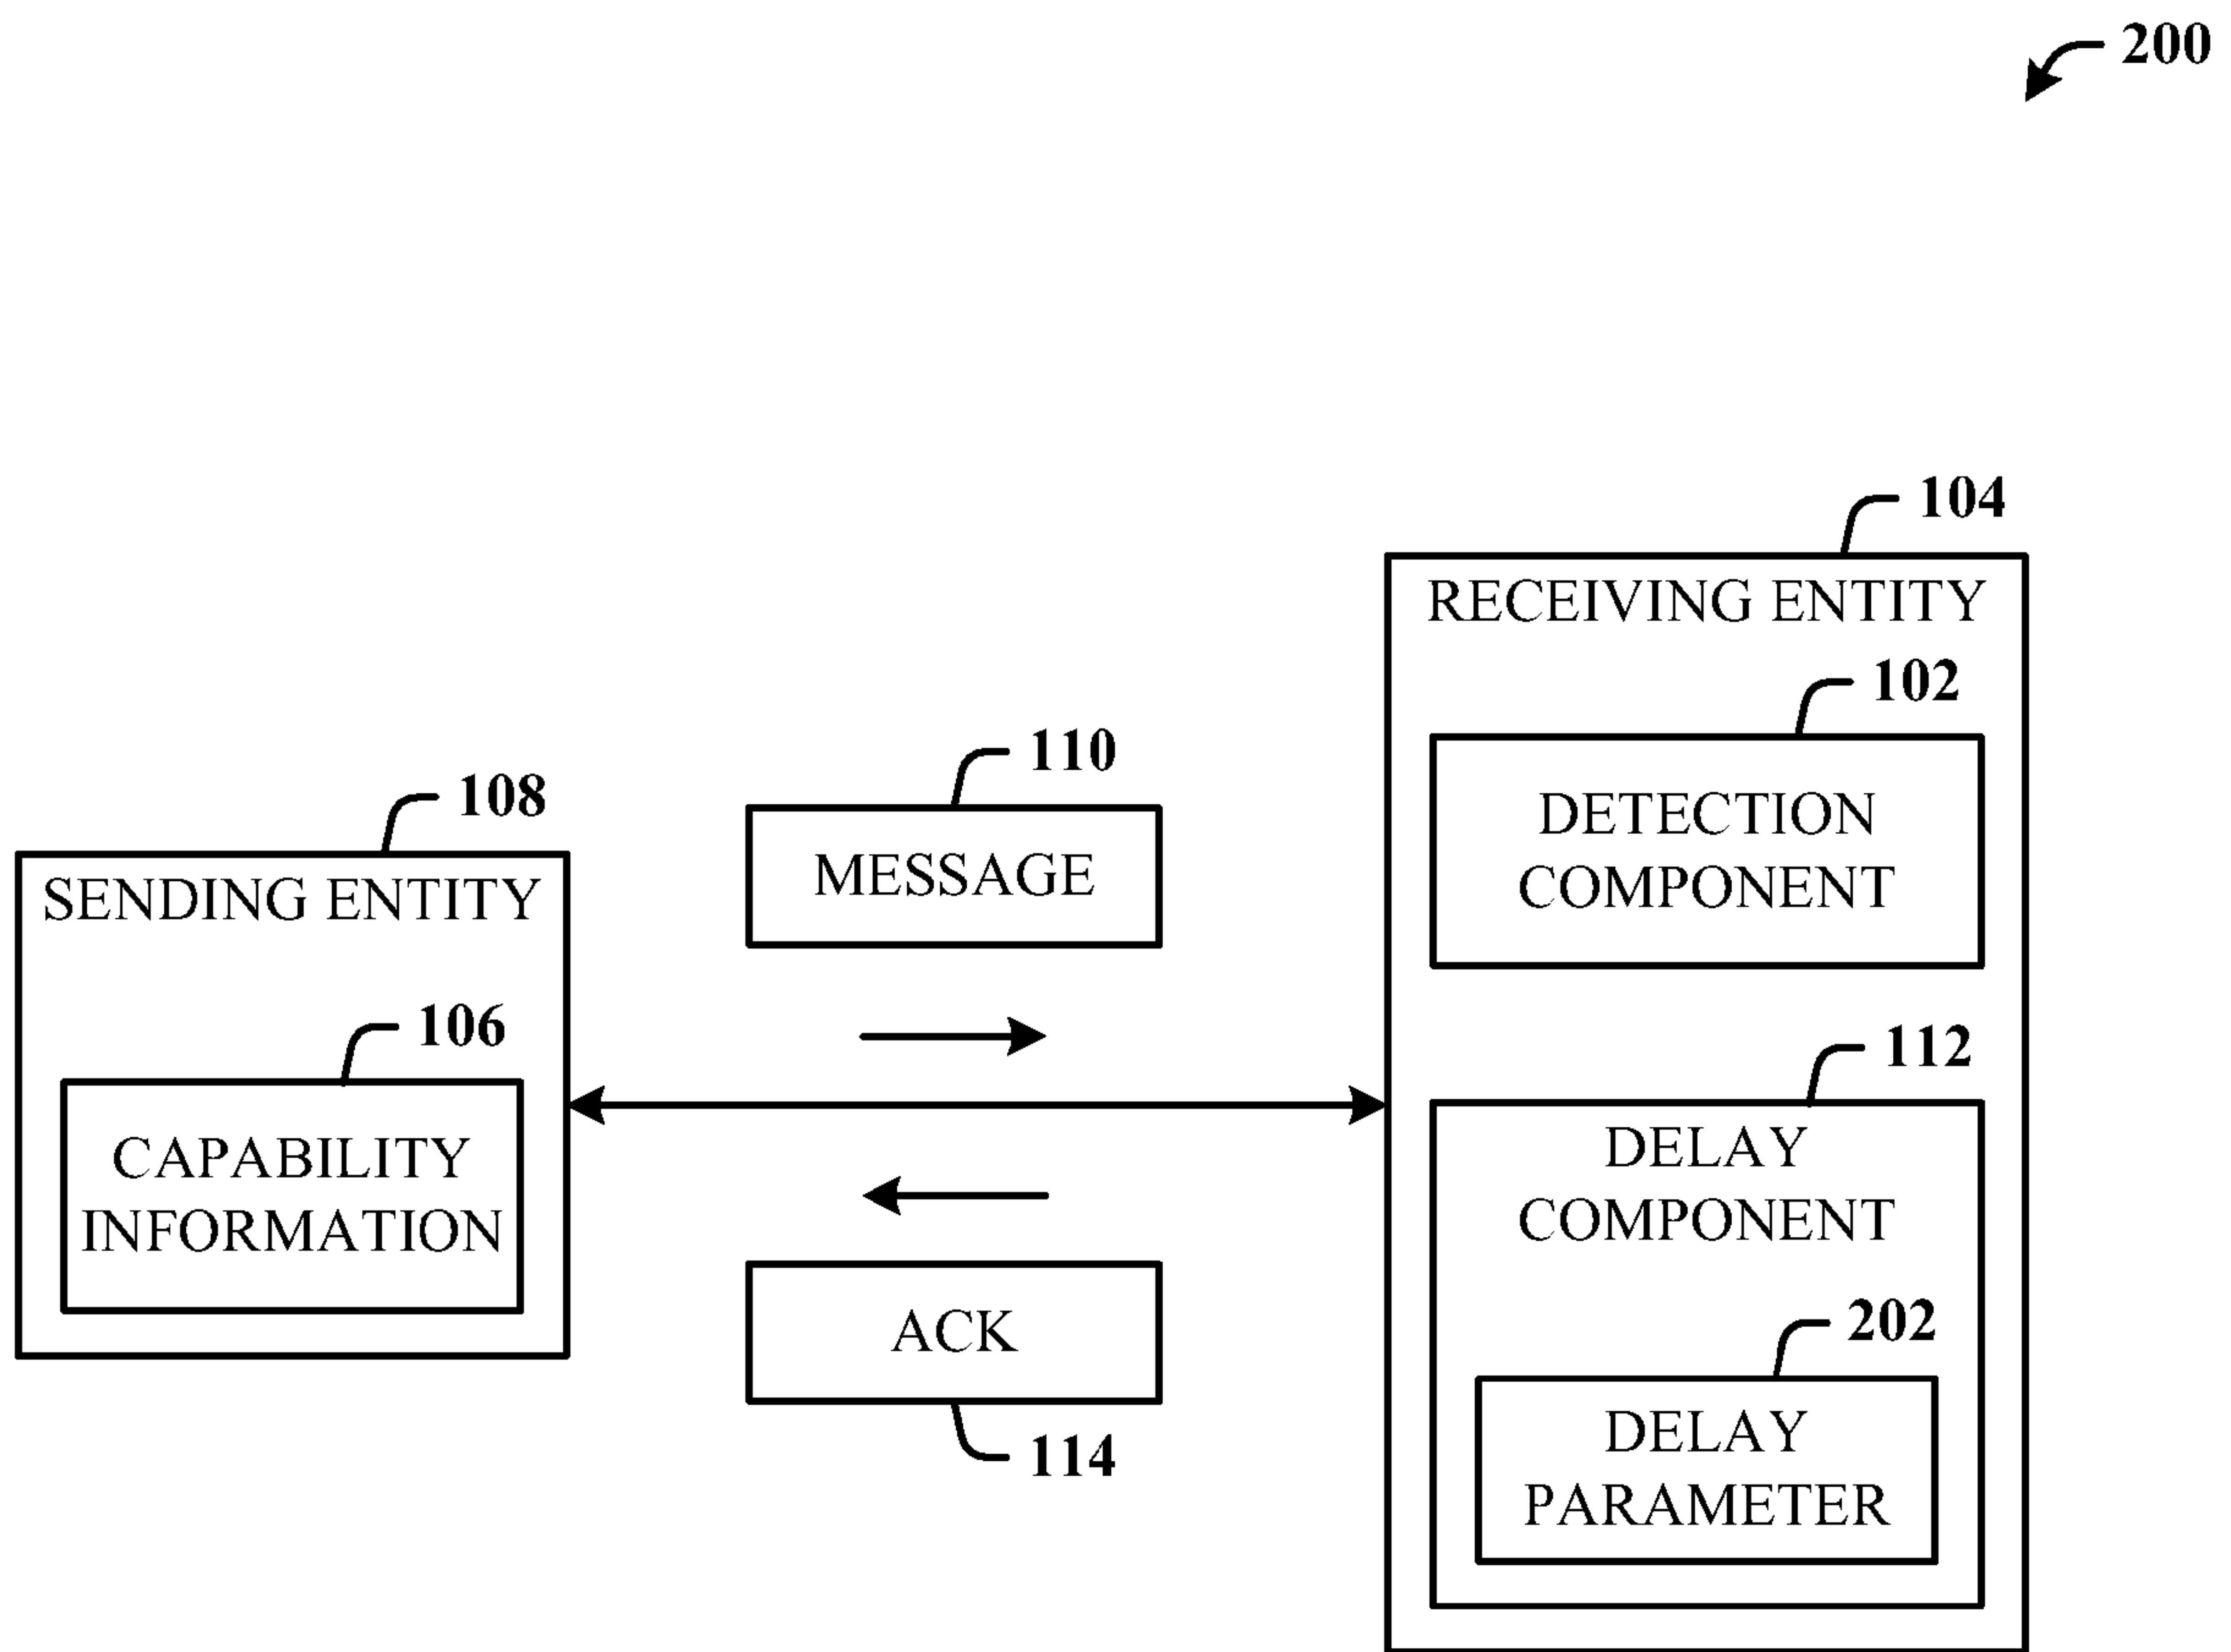 200
104
RECEIVING ENTITY
102
DETECTION
COMPONENT
110
MESSAGE
108
SENDING ENTITY
106
CAPABILITY
INFORMATION
112
DELAY
COMPONENT
202
DELAY
PARAMETER
ACK
114